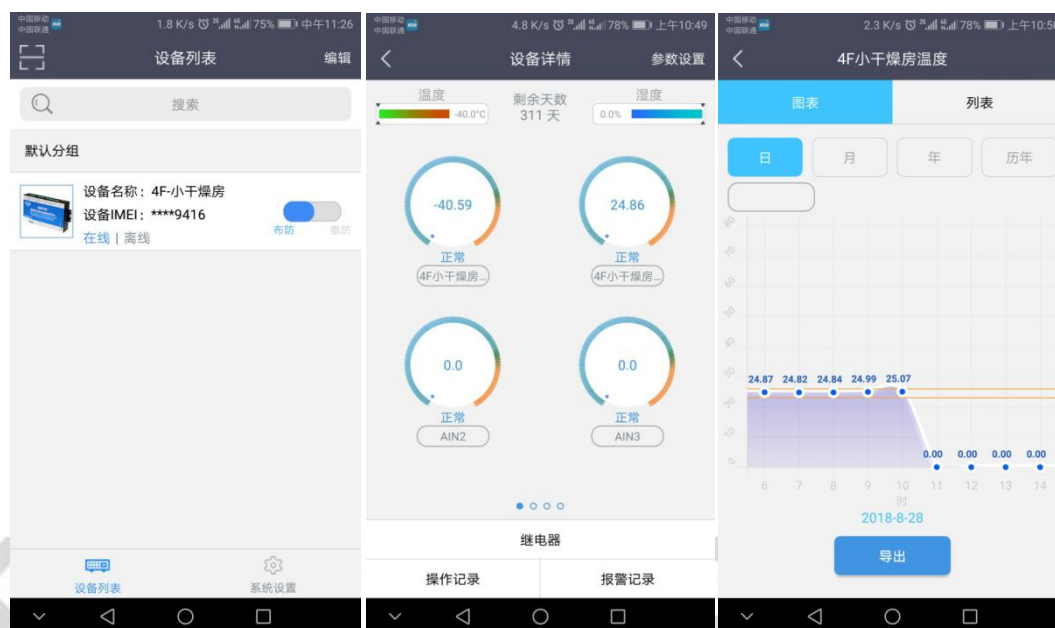 中国移动
中国联通
1.8 K/s
75%
中午11:26
设备列表
编辑
搜索
默认分组
设备名称：4F-小干燥房
设备IMEI：****9416
在线 | 离线
布防
撤防
设备列表
系统设置
中国移动
中国联通
4.8 K/s
78%
上午10:49
设备详情
参数设置
温度
剩余天数
湿度
-40.0°C
311 天
0.0%
-40.59
24.86
正常
正常
4F小干燥房...
4F小干燥房...
0.0
0.0
正常
正常
AIN2
AIN3
继电器
操作记录
报警记录
中国移动
中国联通
2.3 K/s
78%
上午10:50
4F小干燥房温度
图表
列表
日
月
年
历年
80
70
60
50
40
30
20
10
0
24.87 24.82 24.84 24.99 25.07
0.00 0.00 0.00 0.00
6 7 8 9 10 11 12 13 14
时
2018-8-28
导出